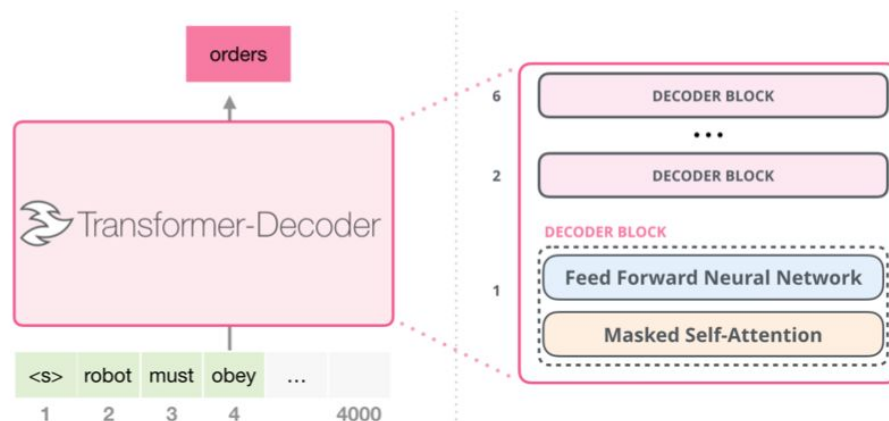 orders
Transformer-Decoder
<s> robot must obey ...
1 2 3 4 4000
6 DECODER BLOCK
...
2 DECODER BLOCK
DECODER BLOCK
1 Feed Forward Neural Network
Masked Self-Attention